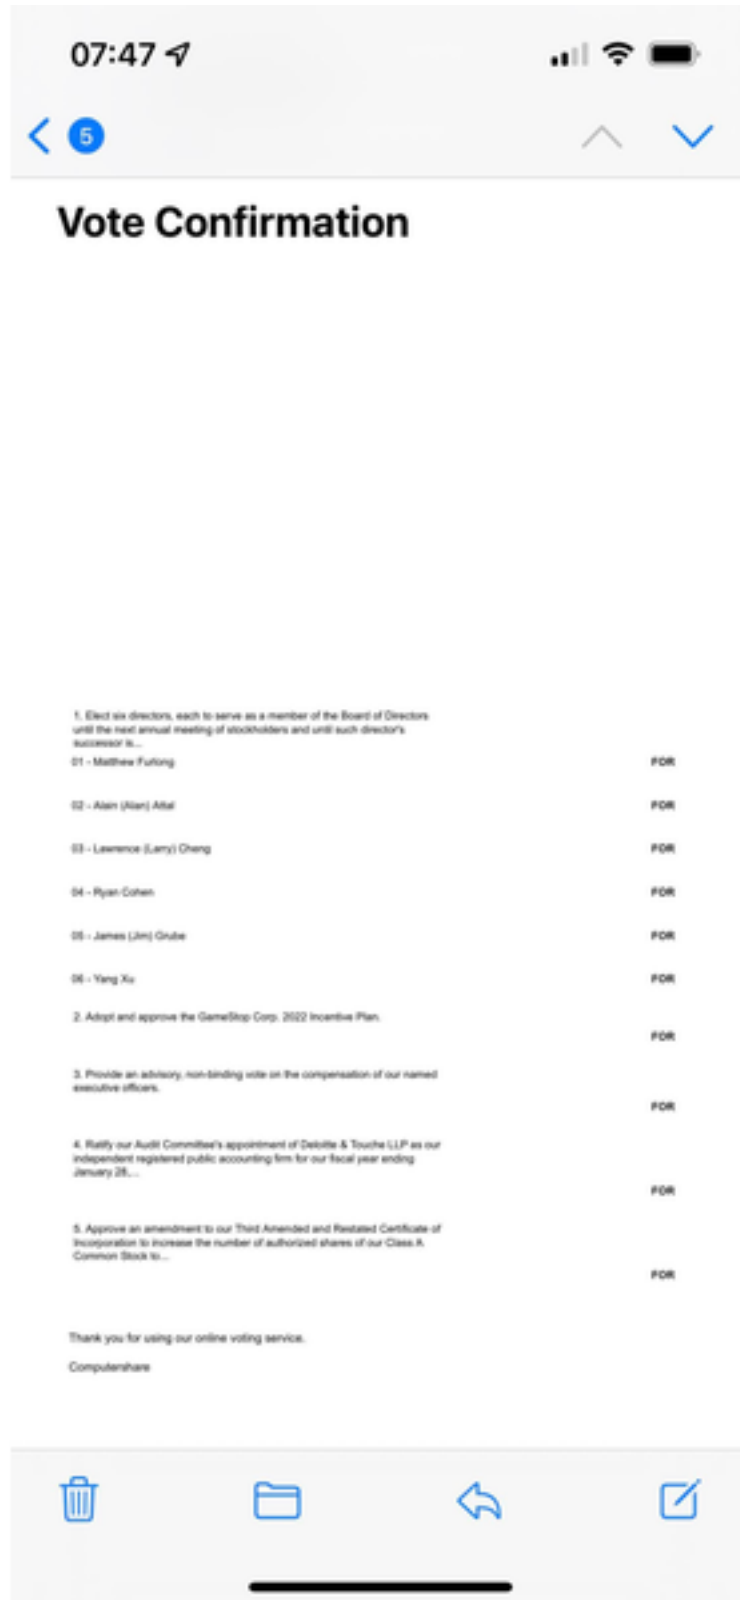 07:47
5
Vote Confirmation
1. Elect six directors, each to serve as a member of the Board of Directors
until the next annual meeting of stockholders and until such director's
successor is...
01 - Matthew Furlong FOR
02 - Alain (Alan) Attal FOR
03 - Lawrence (Larry) Cheng FOR
04 - Ryan Cohen FOR
05 - James (Jim) Grube FOR
06 - Yang Xu FOR
2. Adopt and approve the GameStop Corp. 2022 Incentive Plan.
FOR
3. Provide an advisory, non-binding vote on the compensation of our named
executive officers.
FOR
4. Ratify our Audit Committee's appointment of Deloitte & Touche LLP as our
independent registered public accounting firm for our fiscal year ending
January 28,...
FOR
5. Approve an amendment to our Third Amended and Restated Certificate of
Incorporation to increase the number of authorized shares of our Class A
Common Stock to...
FOR
Thank you for using our online voting service.
Computershare